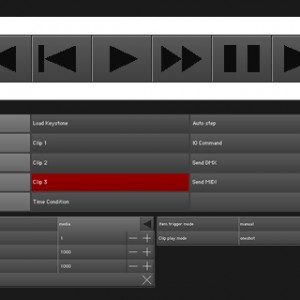 Load Keystone
Auto step
Clip 1
IO Command
Clip 2
Send DMX
Clip 3
Send MIDI
Time Condition
media
Item trigger mode
manual
1
Clip play mode
1000
1000